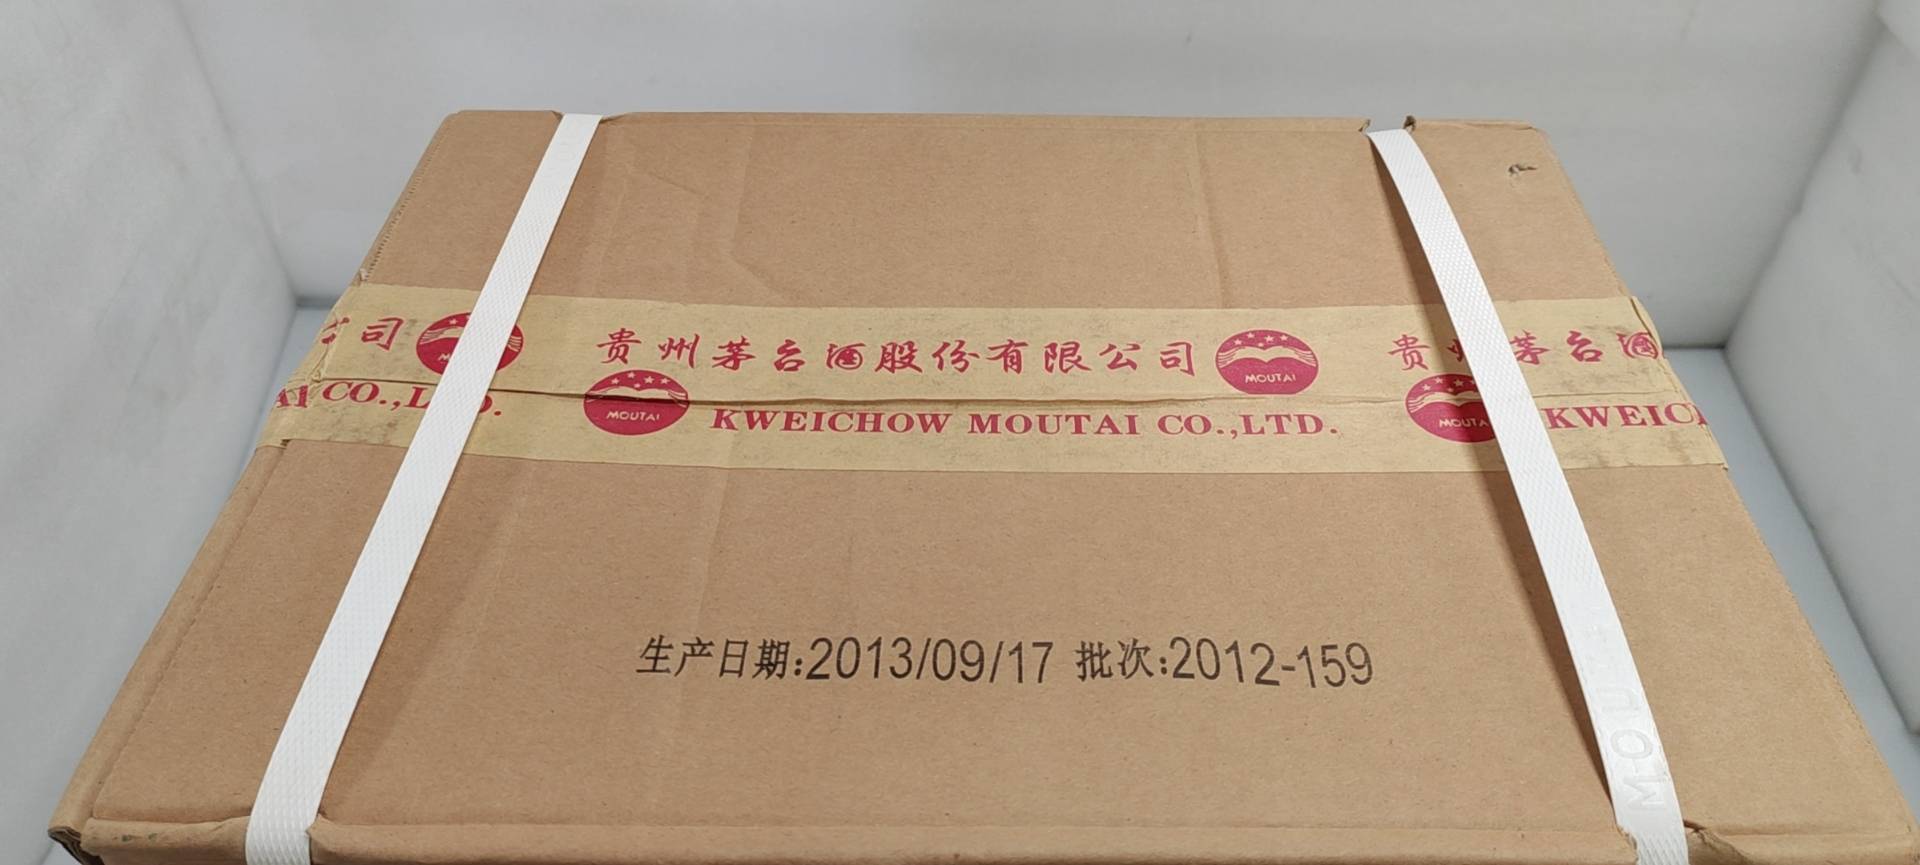 公司 MOUTAI 贵州茅台酒股份有限公司 MOUTAI 贵州茅台酒
AI CO.,LTD. MOUTAI KWEICHOW MOUTAI CO.,LTD. MOUTAI KWEIC
生产日期:2013/09/17 批次:2012-159
MOU